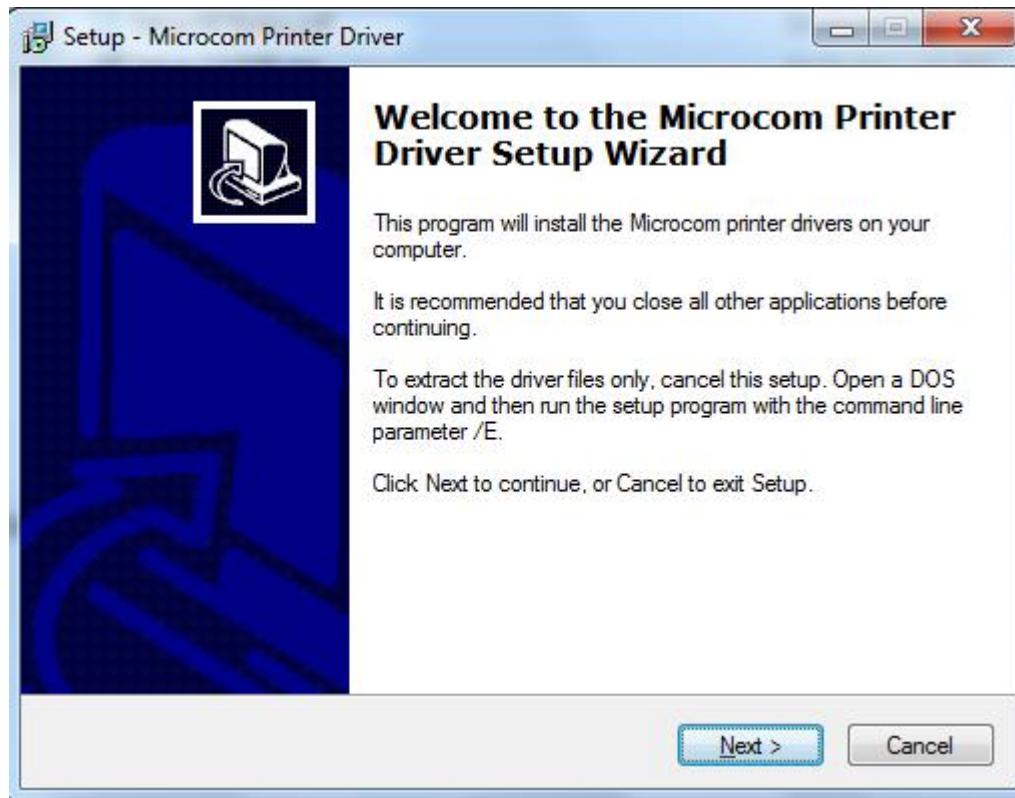 Setup - Microcom Printer Driver
Welcome to the Microcom Printer
Driver Setup Wizard
This program will install the Microcom printer drivers on your
computer.
It is recommended that you close all other applications before
continuing.
To extract the driver files only, cancel this setup. Open a DOS
window and then run the setup program with the command line
parameter /E.
Click Next to continue, or Cancel to exit Setup.
Next >
Cancel